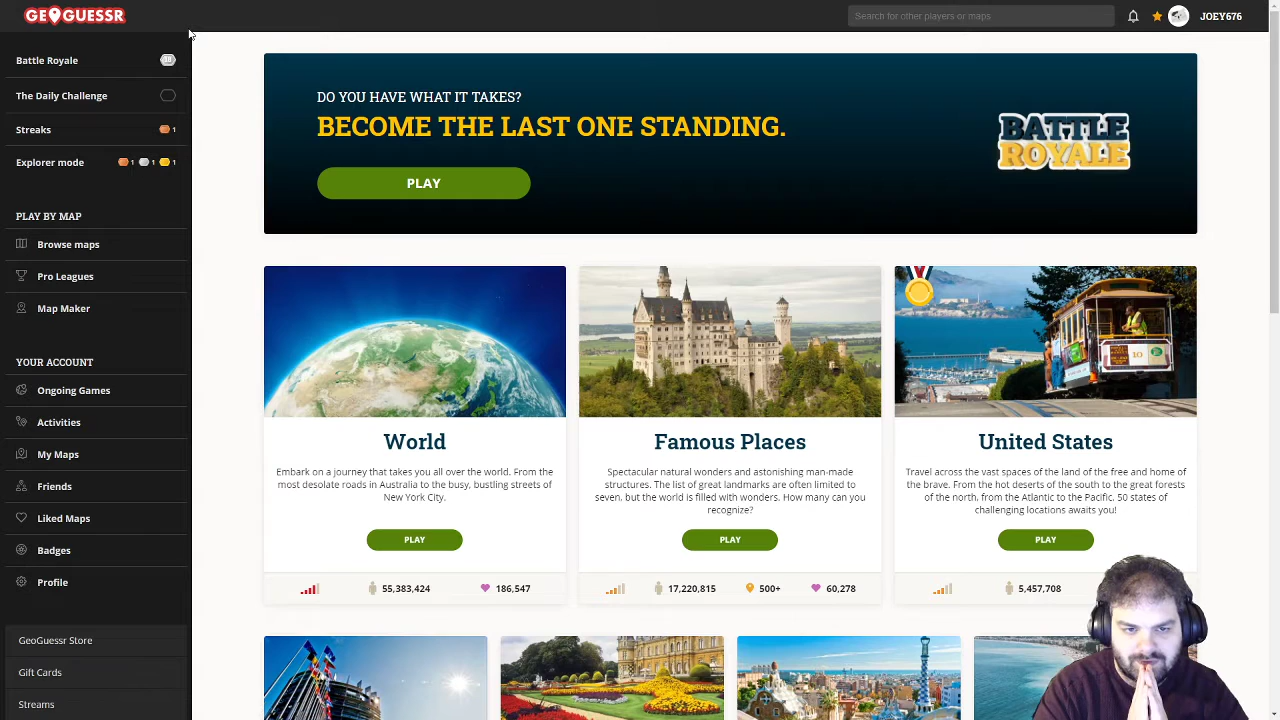 GEOGUESSR
Search for other players or maps
JOEY676
Battle Royale
The Daily Challenge
Streaks
1
Explorer mode
1 1 1
PLAY BY MAP
Browse maps
Pro Leagues
Map Maker
YOUR ACCOUNT
Ongoing Games
Activities
My Maps
Friends
Liked Maps
Badges
Profile
GeoGuessr Store
Gift Cards
Streams
DO YOU HAVE WHAT IT TAKES?
BECOME THE LAST ONE STANDING.
PLAY
BATTLE
ROYALE
World
Embark on a journey that takes you all over the world. From the
most desolate roads in Australia to the busy, bustling streets of
New York City.
PLAY
55,383,424
186,547
Famous Places
Spectacular natural wonders and astonishing man-made
structures. The list of great landmarks are often limited to
seven, but the world is filled with wonders. How many can you
recognize?
PLAY
17,220,815
500+
60,278
10
United States
Travel across the vast spaces of the land of the free and home of
the brave. From the hot deserts of the south to the great forests
of the north, from the Atlantic to the Pacific. 50 states of
challenging locations awaits you!
PLAY
5,457,708